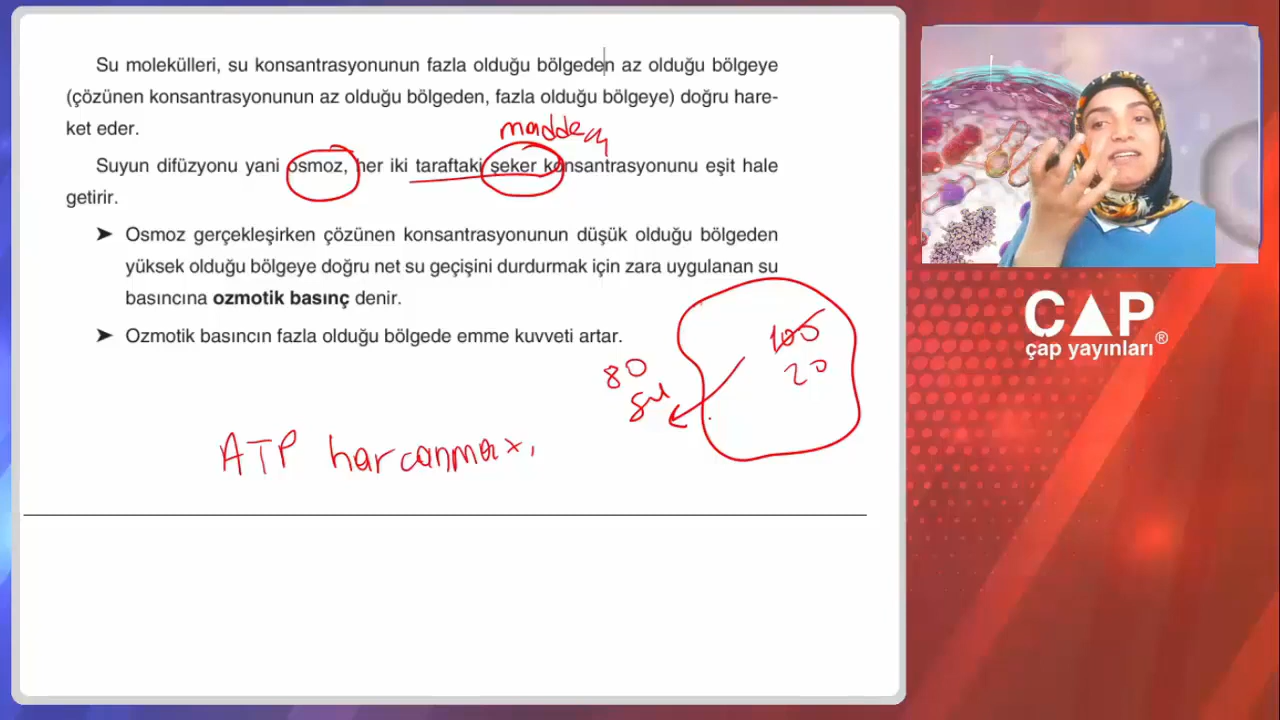 Su molekülleri, su konsantrasyonunun fazla olduğu bölgeden az olduğu bölgeye
(çözünen konsantrasyonunun az olduğu bölgeden, fazla olduğu bölgeye) doğru hare-
ket eder.
madde
Suyun difüzyonu yani osmoz, her iki taraftaki şeker konsantrasyonunu eşit hale
getirir.
➤ Osmoz gerçekleşirken çözünen konsantrasyonunun düşük olduğu bölgeden
yüksek olduğu bölgeye doğru net su geçişini durdurmak için zara uygulanan su
basıncına ozmotik basınç denir.
➤ Ozmotik basıncın fazla olduğu bölgede emme kuvveti artar.
20
80
su
ATP harcanmaz,
ÇAP®
çap yayınları